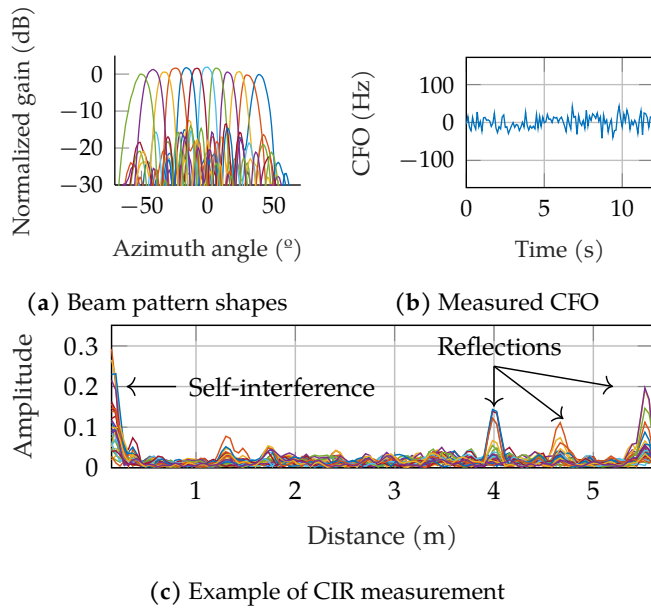 Normalized gain (dB)
0
−10
−20
−30
−50
0
50
Azimuth angle (º)
(a) Beam pattern shapes
CFO (Hz)
100
0
−100
0
5
10
Time (s)
(b) Measured CFO
Amplitude
0.3
0.2
0.1
0
Reflections
Self-interference
1
2
3
4
5
Distance (m)
(c) Example of CIR measurement